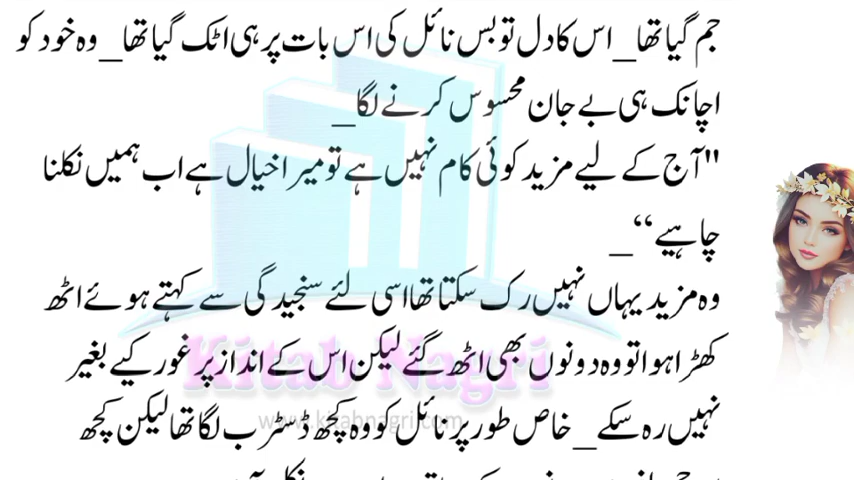 جم گیا تھا_ اس کا دل تو بس نائل کی اس بات پر ہی اٹک گیا تھا_ وہ خود کو
اچانک ہی بے جان محسوس کرنے لگا_
"آج کے لیے مزید کوئی کام نہیں ہے تو میرا خیال ہے اب ہمیں نکلنا
چاہیے“_
وہ مزید یہاں نہیں رک سکتا تھا اسی لئے سنجیدگی سے کہتے ہوئے اٹھ
کھڑا ہوا تو وہ دونوں بھی اٹھ گئے لیکن اس کے انداز پر غور کیے بغیر
Kitab Nagri
نہیں رہ سکے_ خاص طور پر نائل کو وہ کچھ ڈسٹرب لگا تھا لیکن کچھ
www.kitabnagri.com